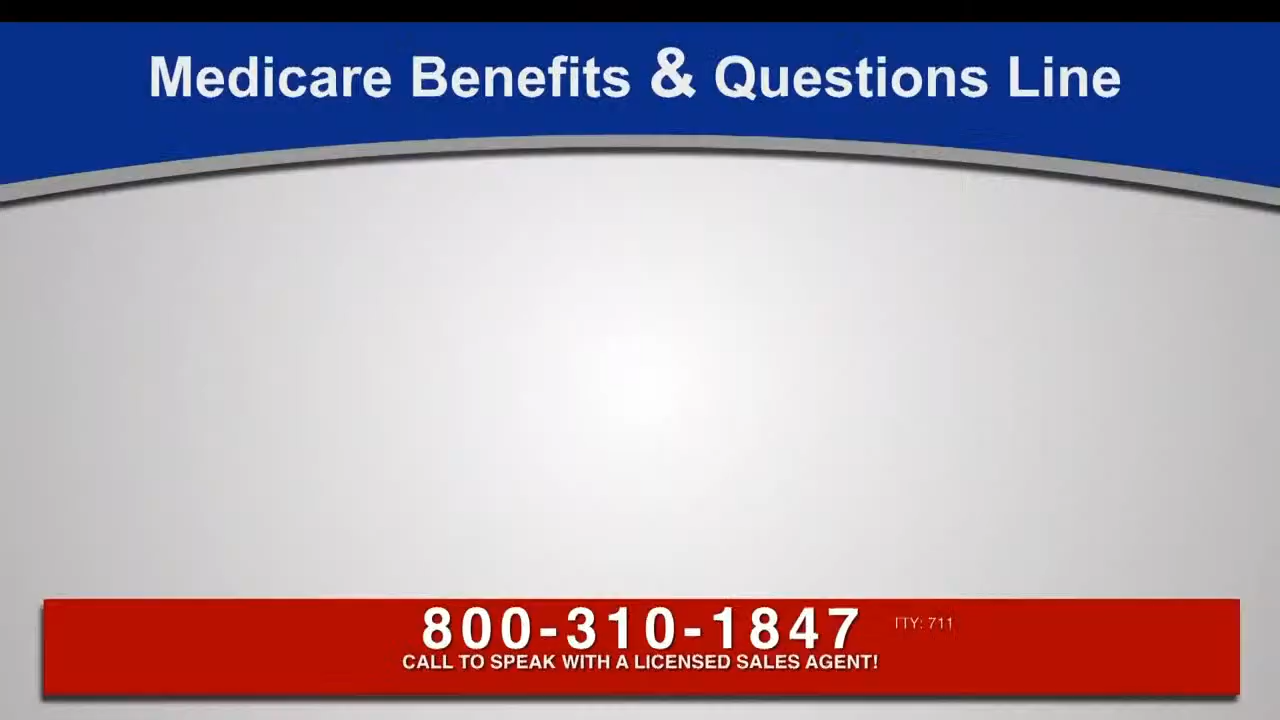 Medicare Benefits & Questions Line
800-310-1847 TTY: 711
CALL TO SPEAK WITH A LICENSED SALES AGENT!